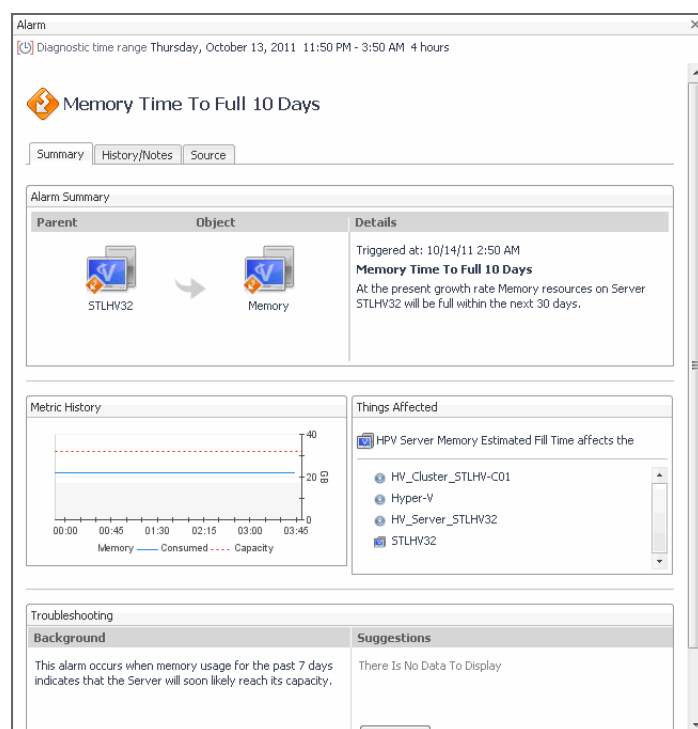 Alarm
Diagnostic time range Thursday, October 13, 2011 11:50 PM - 3:50 AM 4 hours
Memory Time To Full 10 Days
Summary History/Notes Source
Alarm Summary
Parent Object Details
Triggered at: 10/14/11 2:50 AM
Memory Time To Full 10 Days
At the present growth rate Memory resources on Server
STLHV32 will be full within the next 30 days.
STLHV32 Memory
Metric History
40
20
0
GB
00:00 00:45 01:30 02:15 03:00 03:45
Memory Consumed Capacity
Things Affected
HPV Server Memory Estimated Fill Time affects the
HV_Cluster_STLHV-C01
Hyper-V
HV_Server_STLHV32
STLHV32
Troubleshooting
Background Suggestions
This alarm occurs when memory usage for the past 7 days
indicates that the Server will soon likely reach its capacity.
There Is No Data To Display